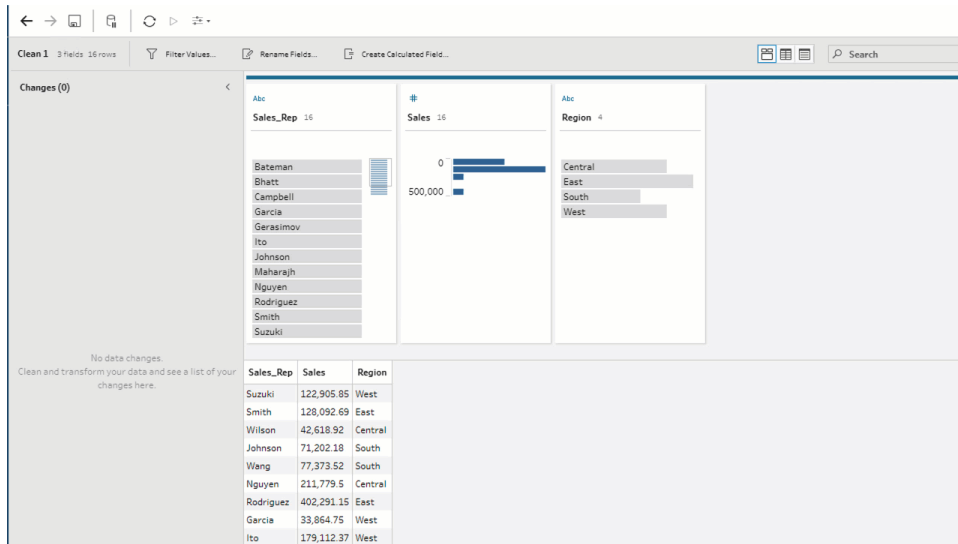 Clean 1 3 fields 16 rows Filter Values... Rename Fields... Create Calculated Field... Search
Changes (0)
No data changes.
Clean and transform your data and see a list of your
changes here.
Abc
Sales_Rep 16
Bateman
Bhatt
Campbell
Garcia
Gerasimov
Ito
Johnson
Maharajh
Nguyen
Rodriguez
Smith
Suzuki
#
Sales 16
0
500,000
Abc
Region 4
Central
East
South
West
Sales_Rep Sales Region
Suzuki 122,905.85 West
Smith 128,092.69 East
Wilson 42,618.92 Central
Johnson 71,202.18 South
Wang 77,373.52 South
Nguyen 211,779.5 Central
Rodriguez 402,291.15 East
Garcia 33,864.75 West
Ito 179,112.37 West